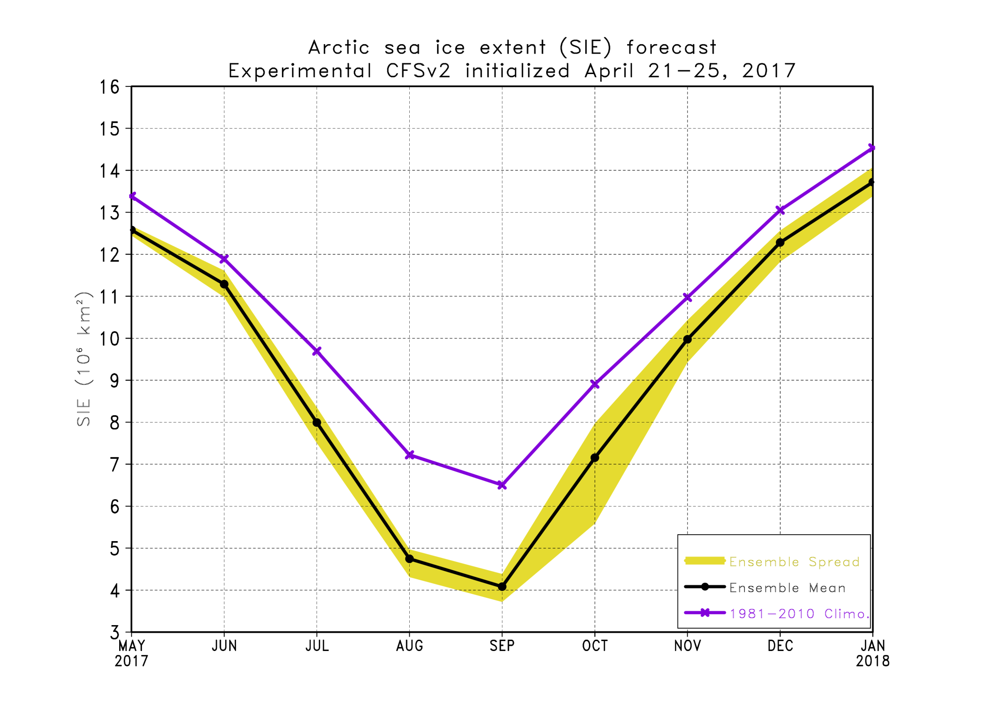 Arctic sea ice extent (SIE) forecast
Experimental CFSv2 initialized April 21-25, 2017
16
15
14
13
12
11
10
9
8
7
6
5
4
3
SIE (10⁶ km²)
MAY JUN JUL AUG SEP OCT NOV DEC JAN
2017 2018
Ensemble Spread
Ensemble Mean
1981-2010 Climo.